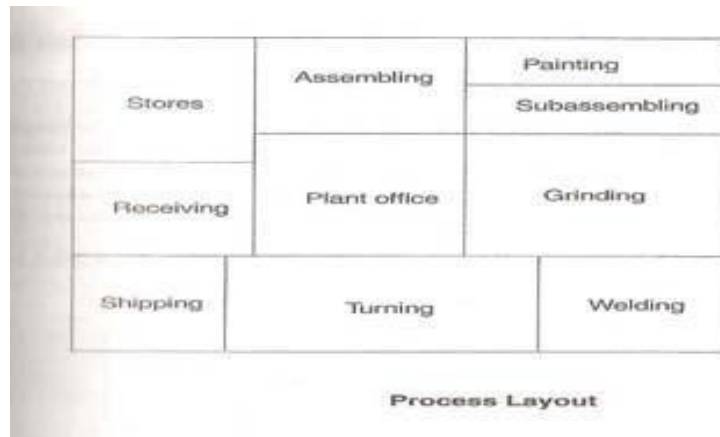 Painting
Assembling
Stores
Subassembling
Receiving
Plant office
Grinding
Shipping
Turning
Welding
Process Layout